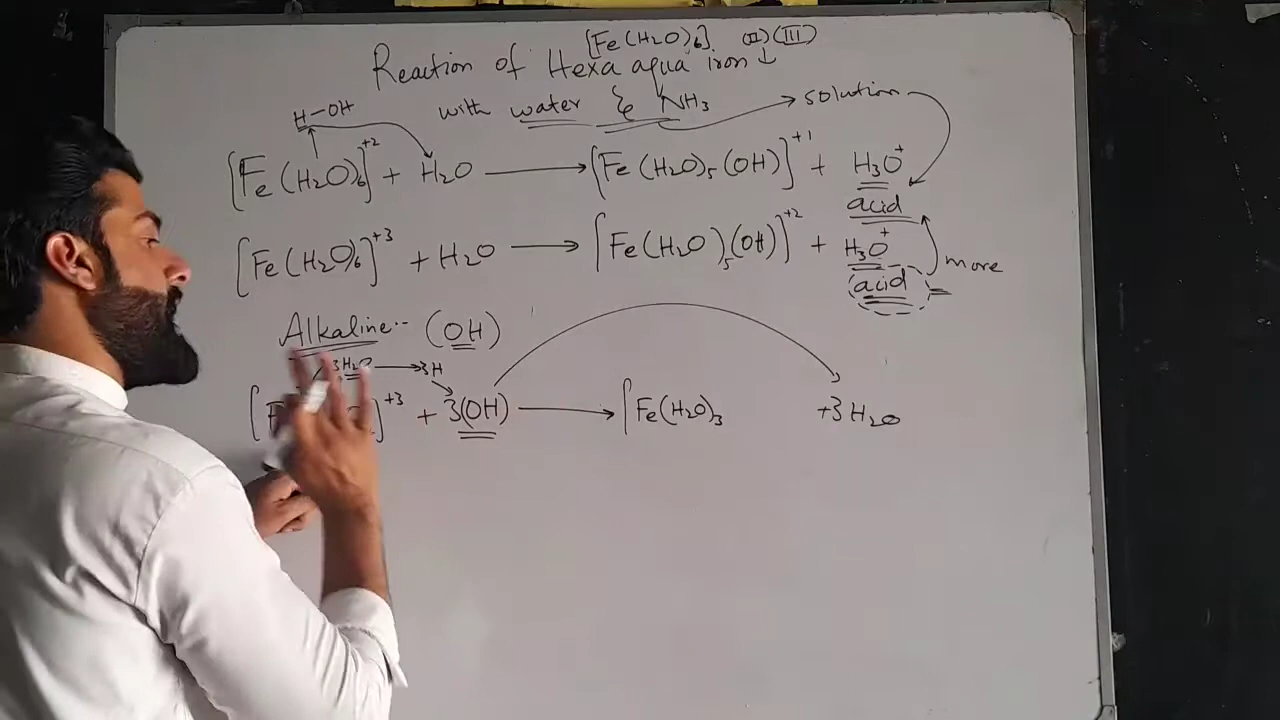 [Fe(H₂O)₆] (II)(III)
Reaction of Hexa aqua iron ↓
with water & NH₃ → solution
H-OH
[Fe(H₂O)₆]⁺² + H₂O → [Fe(H₂O)₅(OH)]⁺¹ + H₃O⁺
acid
[Fe(H₂O)₆]⁺³ + H₂O → [Fe(H₂O)₅(OH)]⁺² + H₃O⁺
more
(acid)
Alkaline.. (OH)
3H₂O → 3H
[F ]⁺³ + 3(OH) → [Fe(H₂O)₃ +3H₂O